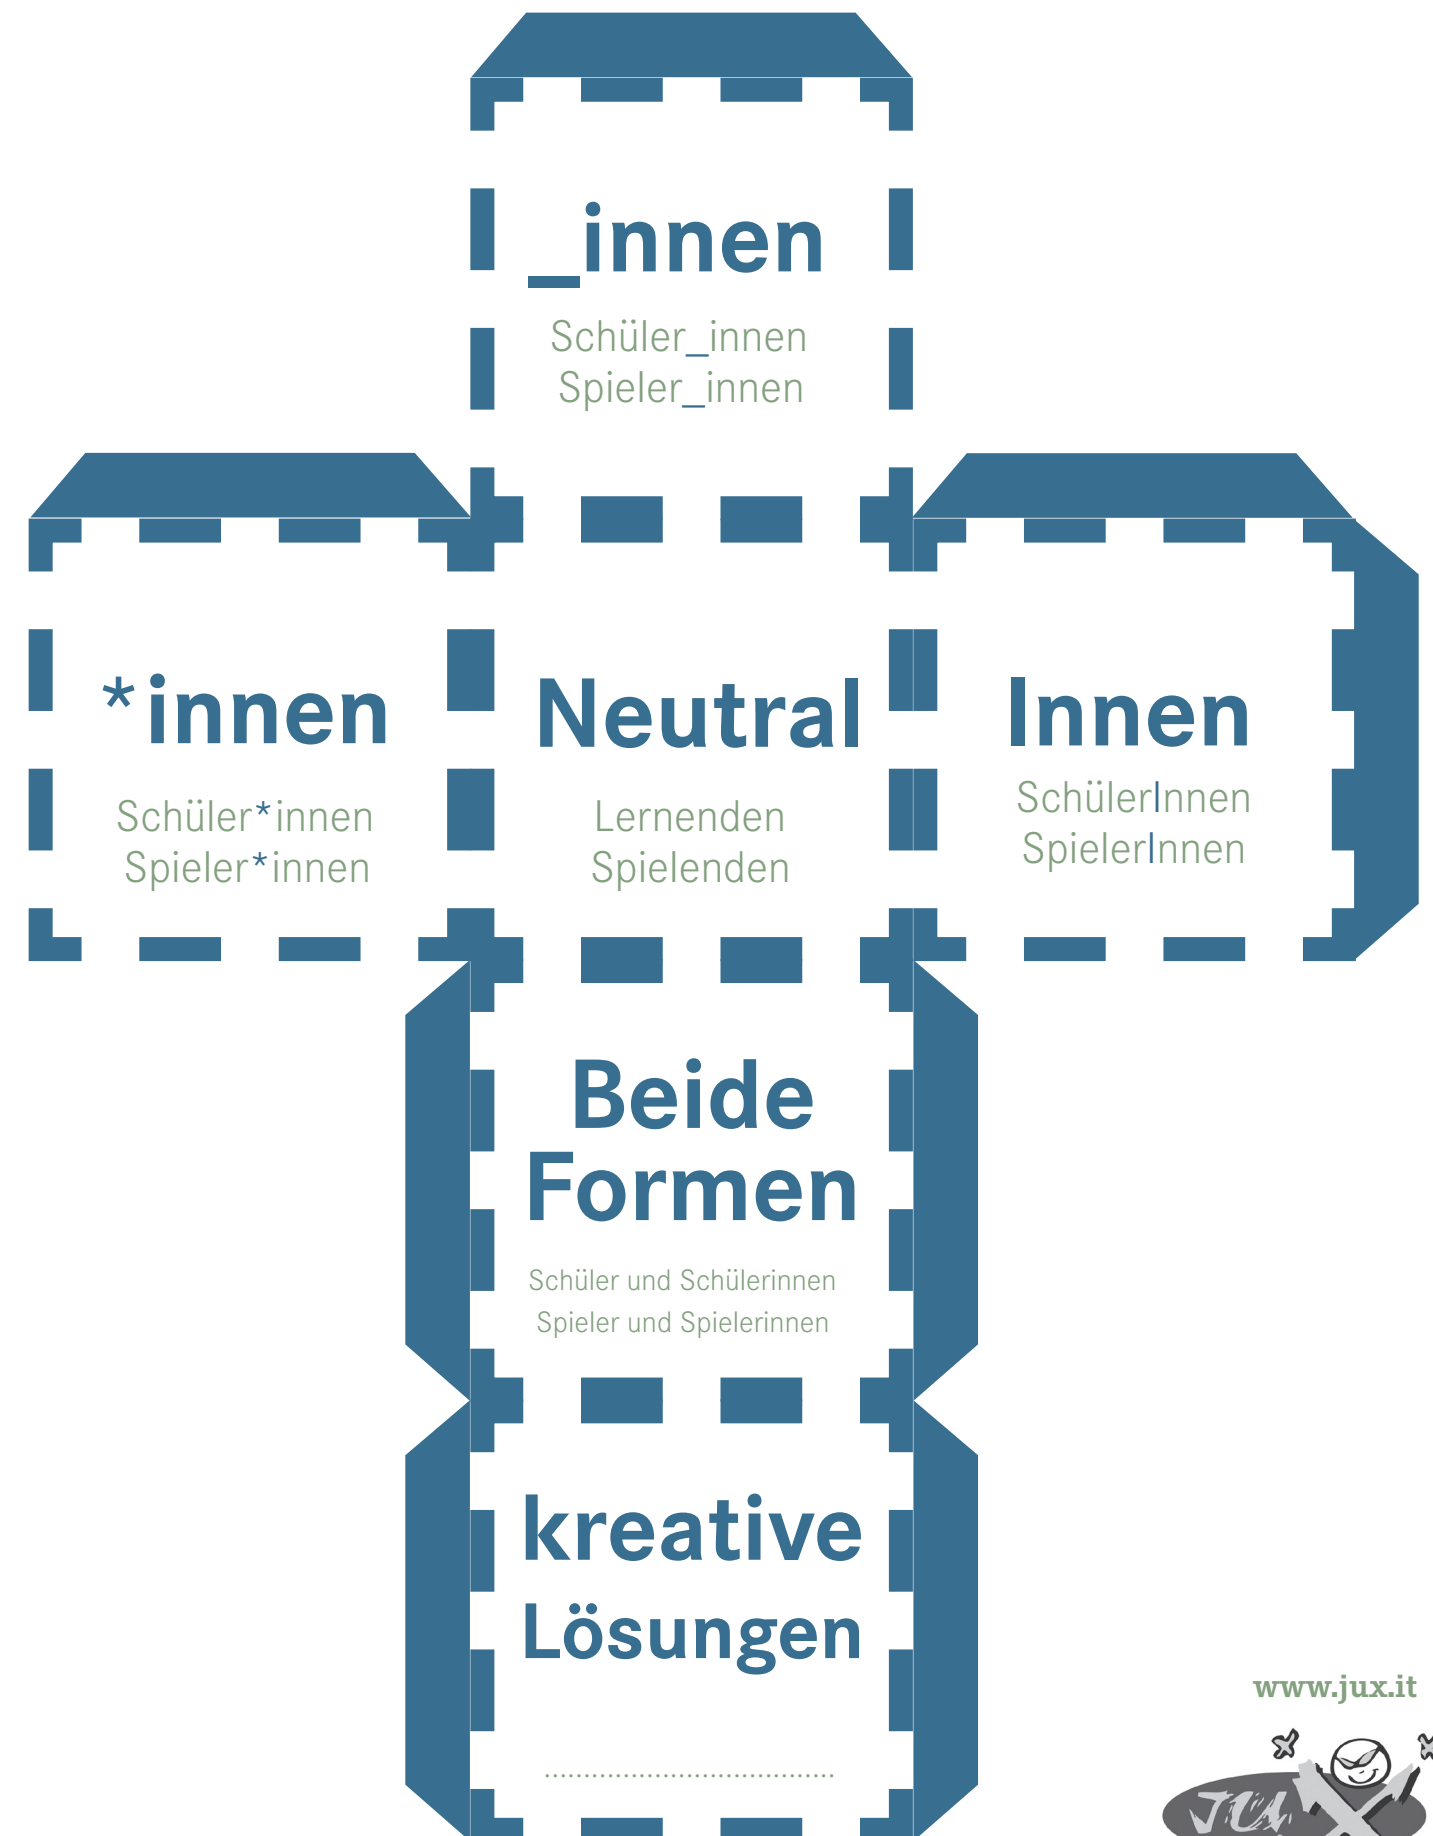 _innen
Schüler_innen
Spieler_innen
*innen
Schüler*innen
Spieler*innen
Neutral
Lernenden
Spielenden
Innen
SchülerInnen
SpielerInnen
Beide
Formen
Schüler und Schülerinnen
Spieler und Spielerinnen
kreative
Lösungen
.....................................
www.jux.it
JUX